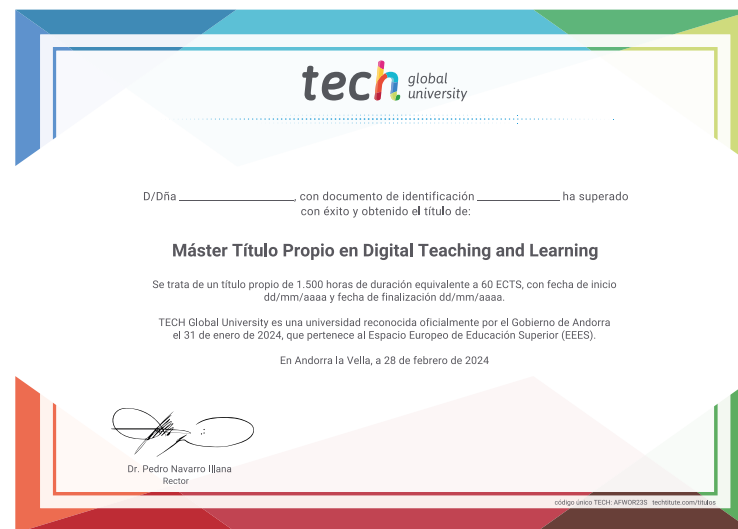 tech global
university
D/Dña ____________________, con documento de identificación ______________ ha superado
con éxito y obtenido el título de:
Máster Título Propio en Digital Teaching and Learning
Se trata de un título propio de 1.500 horas de duración equivalente a 60 ECTS, con fecha de inicio
dd/mm/aaaa y fecha de finalización dd/mm/aaaa.
TECH Global University es una universidad reconocida oficialmente por el Gobierno de Andorra
el 31 de enero de 2024, que pertenece al Espacio Europeo de Educación Superior (EEES).
En Andorra la Vella, a 28 de febrero de 2024
Dr. Pedro Navarro Illana
Rector
código único TECH: AFWOR23S techtitute.com/titulos